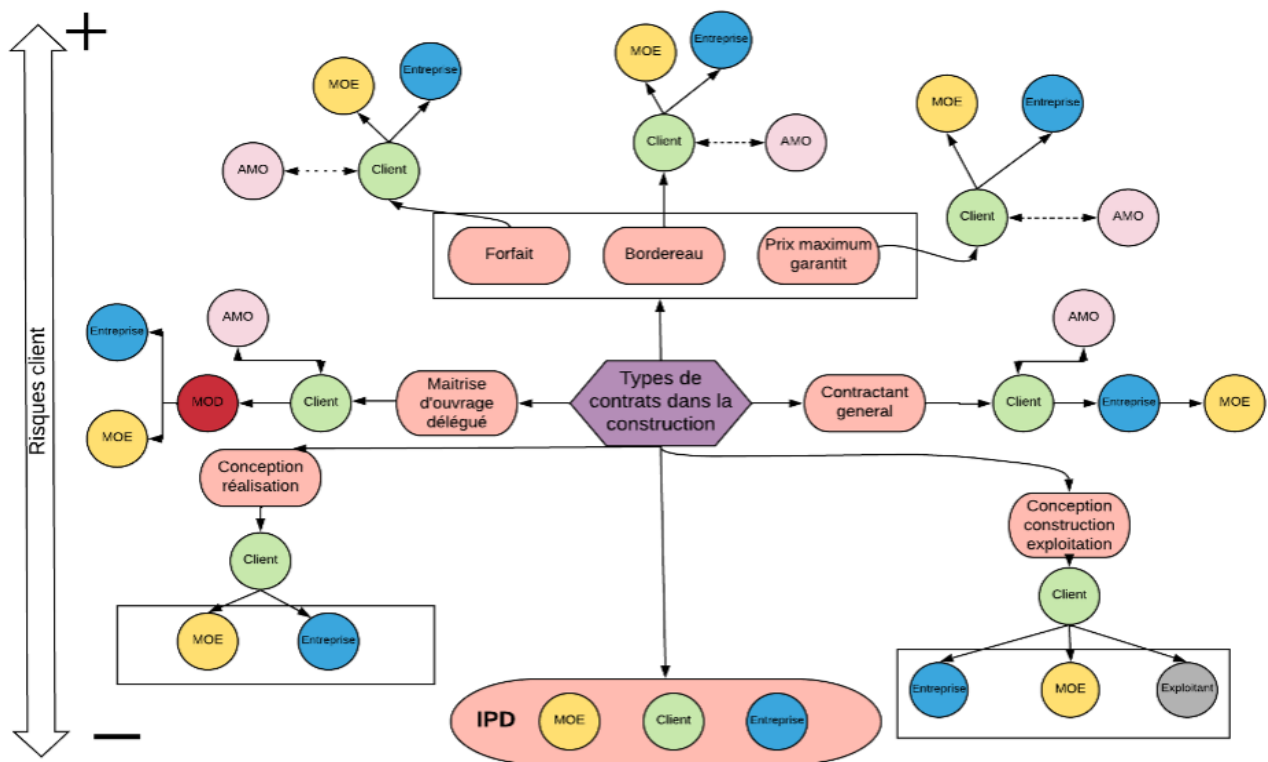 +
Entreprise
MOE
Entreprise
MOE
MOE
Entreprise
AMO
Client
Client
AMO
Client
AMO
Forfait
Bordereau
Prix maximum
garantit
Risques client
Entreprise
AMO
MOD
Client
MOE
Maitrise
d'ouvrage
délégué
Types de
contrats dans la
construction
Contractant
general
AMO
Client
Entreprise
MOE
Conception
réalisation
Client
MOE
Entreprise
Conception
construction
exploitation
Client
Entreprise
MOE
Exploitant
IPD
MOE
Client
Entreprise
—